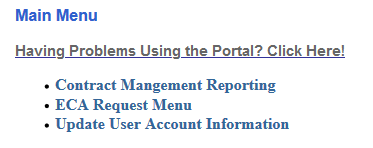 Main Menu
Having Problems Using the Portal? Click Here!
Contract Mangement Reporting
ECA Request Menu
Update User Account Information